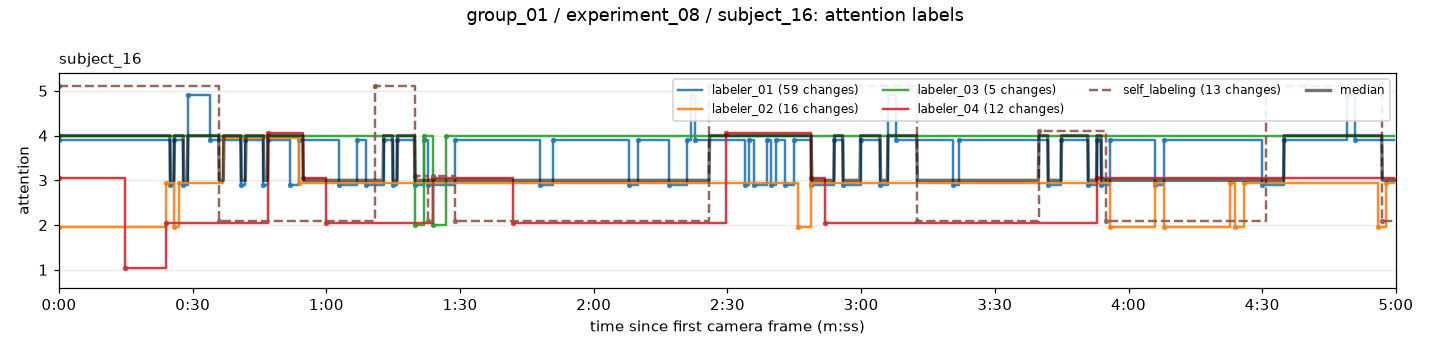 group_01 / experiment_08 / subject_16: attention labels
subject_16
labeler_01 (59 changes)
labeler_02 (16 changes)
labeler_03 (5 changes)
labeler_04 (12 changes)
self_labeling (13 changes)
median
attention
5
4
3
2
1
0:00 0:30 1:00 1:30 2:00 2:30 3:00 3:30 4:00 4:30 5:00
time since first camera frame (m:ss)